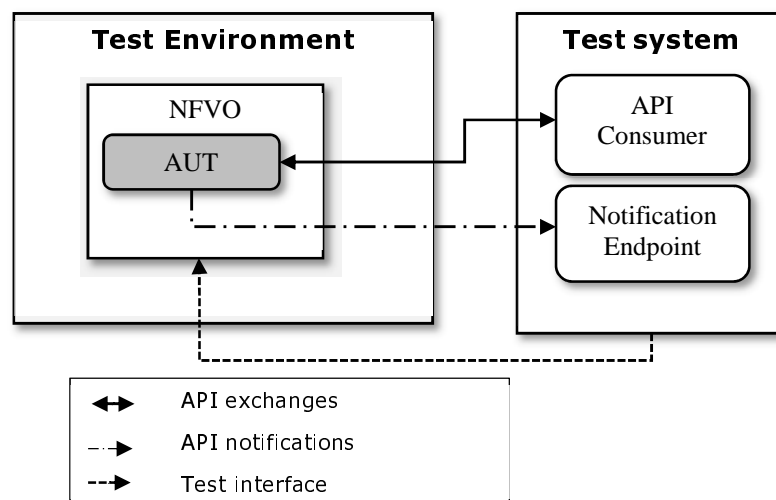 Test Environment
Test system
NFVO
AUT
API
Consumer
Notification
Endpoint
API exchanges
API notifications
Test interface